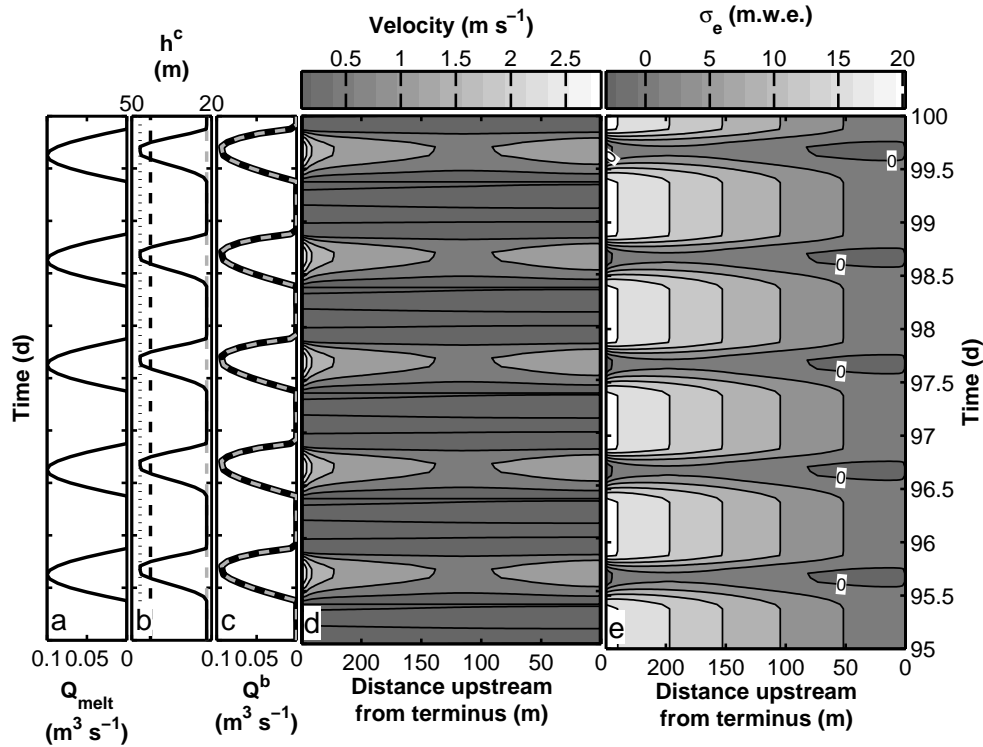 h^c
(m)
50 20
Velocity (m s⁻¹)
0.5 1 1.5 2 2.5
σ_e (m.w.e.)
0 5 10 15 20
Time (d)
a
b
c
d
e
0 0 0 0 0 0
100
99.5
99
98.5
98
97.5
97
96.5
96
95.5
95
Time (d)
0.1 0.05 0
0.1 0.05 0
200 150 100 50 0
200 150 100 50 0
Q_melt
(m³ s⁻¹)
Q^b
(m³ s⁻¹)
Distance upstream
from terminus (m)
Distance upstream
from terminus (m)